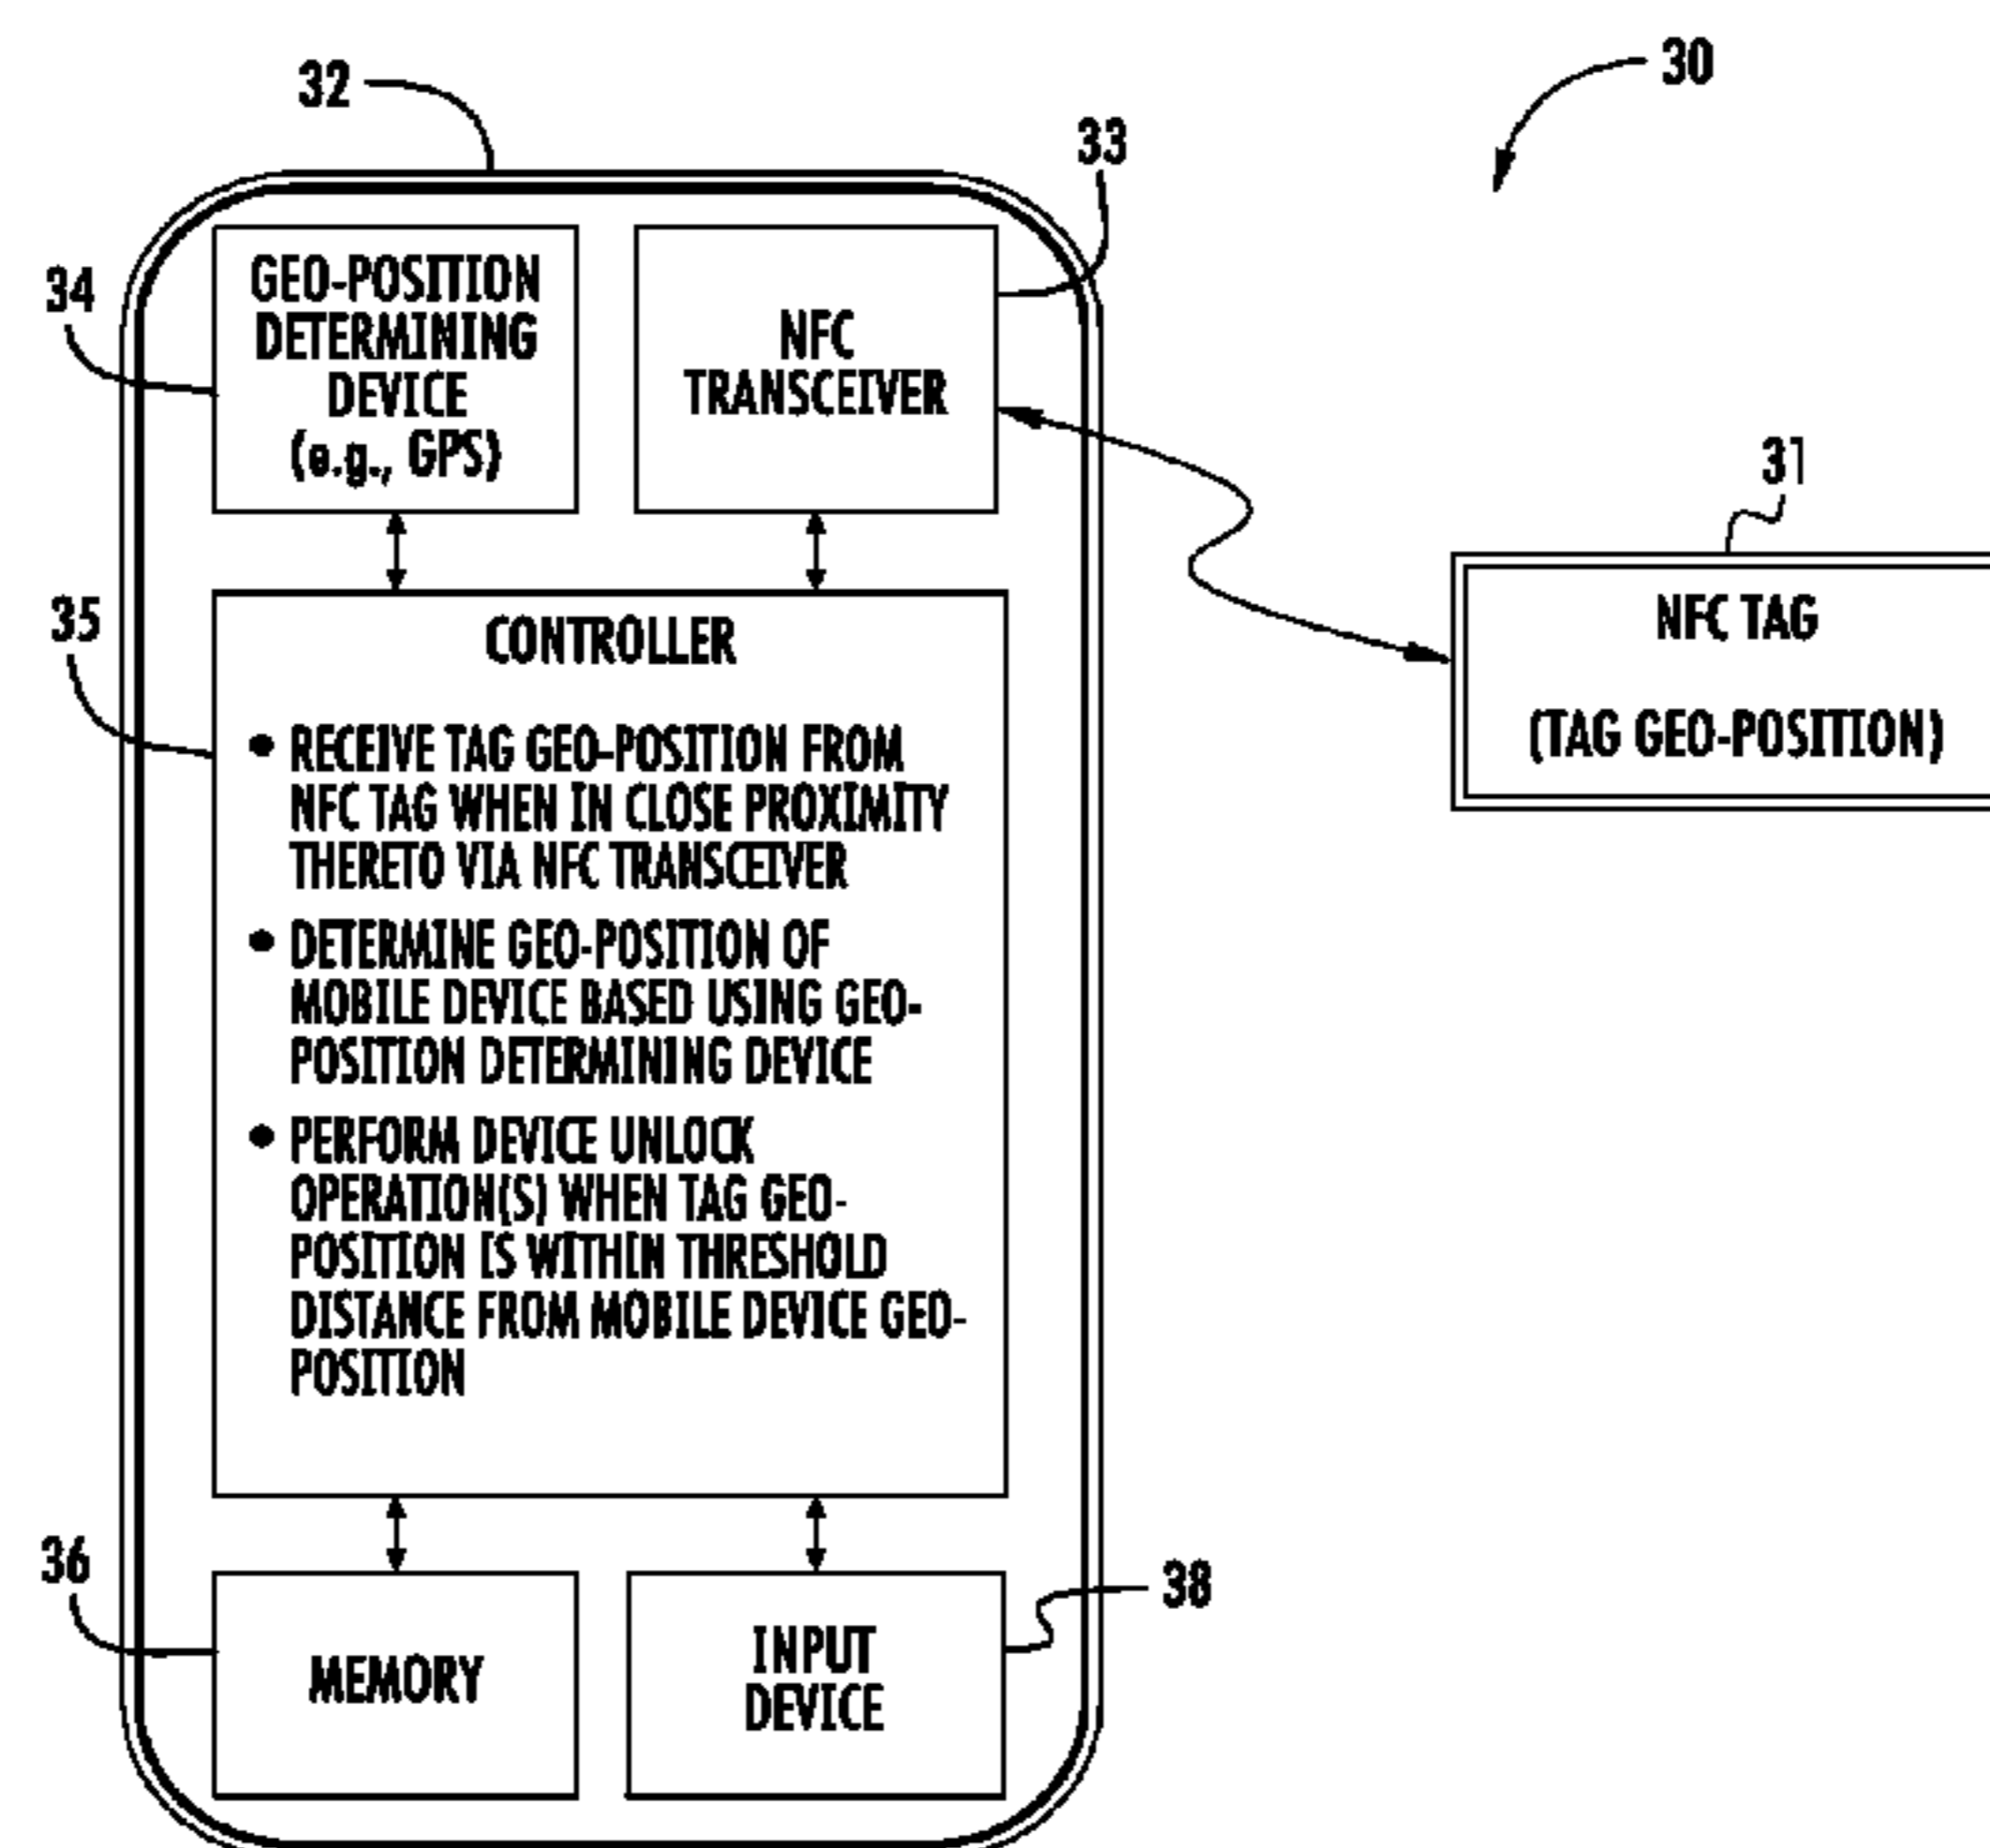 32
30
33
34
GEO-POSITION
DETERMINING
DEVICE
(e.g., GPS)
NFC
TRANSCEIVER
31
NFC TAG
(TAG GEO-POSITION)
35
CONTROLLER
● RECEIVE TAG GEO-POSITION FROM
NFC TAG WHEN IN CLOSE PROXIMITY
THERETO VIA NFC TRANSCEIVER
● DETERMINE GEO-POSITION OF
MOBILE DEVICE BASED USING GEO-
POSITION DETERMINING DEVICE
● PERFORM DEVICE UNLOCK
OPERATION(S) WHEN TAG GEO-
POSITION IS WITHIN THRESHOLD
DISTANCE FROM MOBILE DEVICE GEO-
POSITION
36
MEMORY
INPUT
DEVICE
38